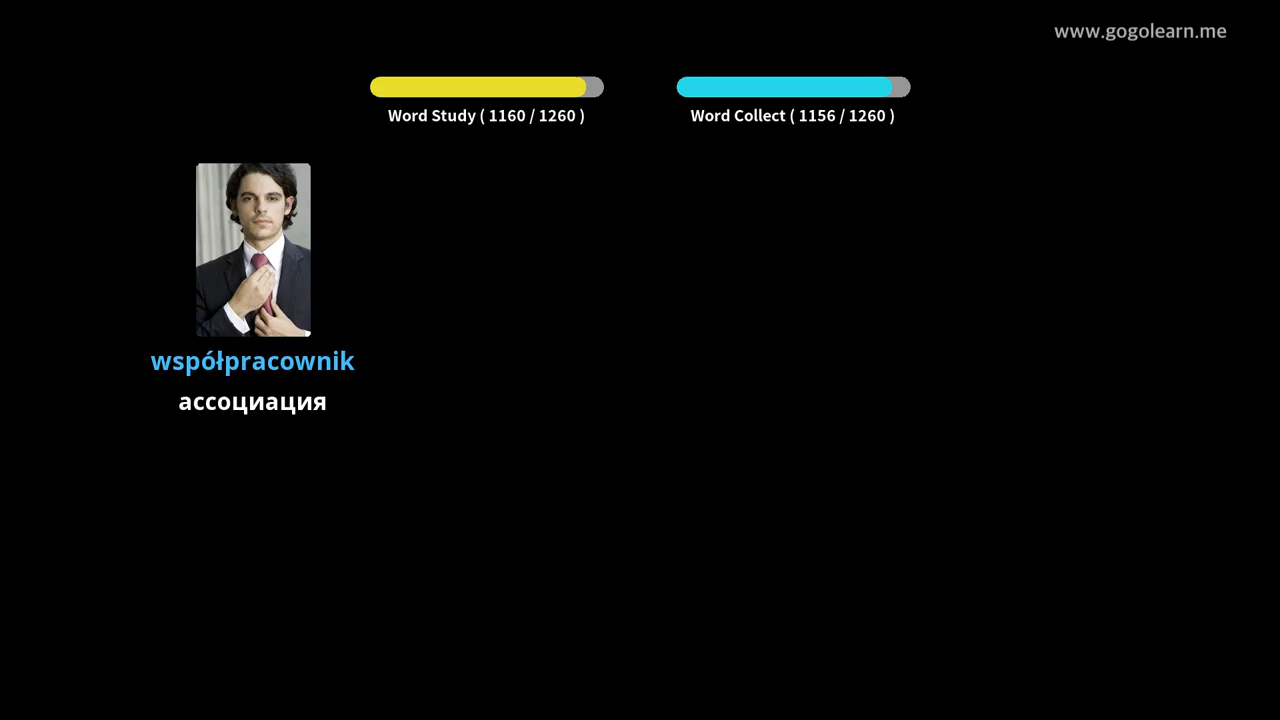 www.gogolearn.me
Word Study ( 1160 / 1260 )
Word Collect ( 1156 / 1260 )
współpracownik
ассоциация